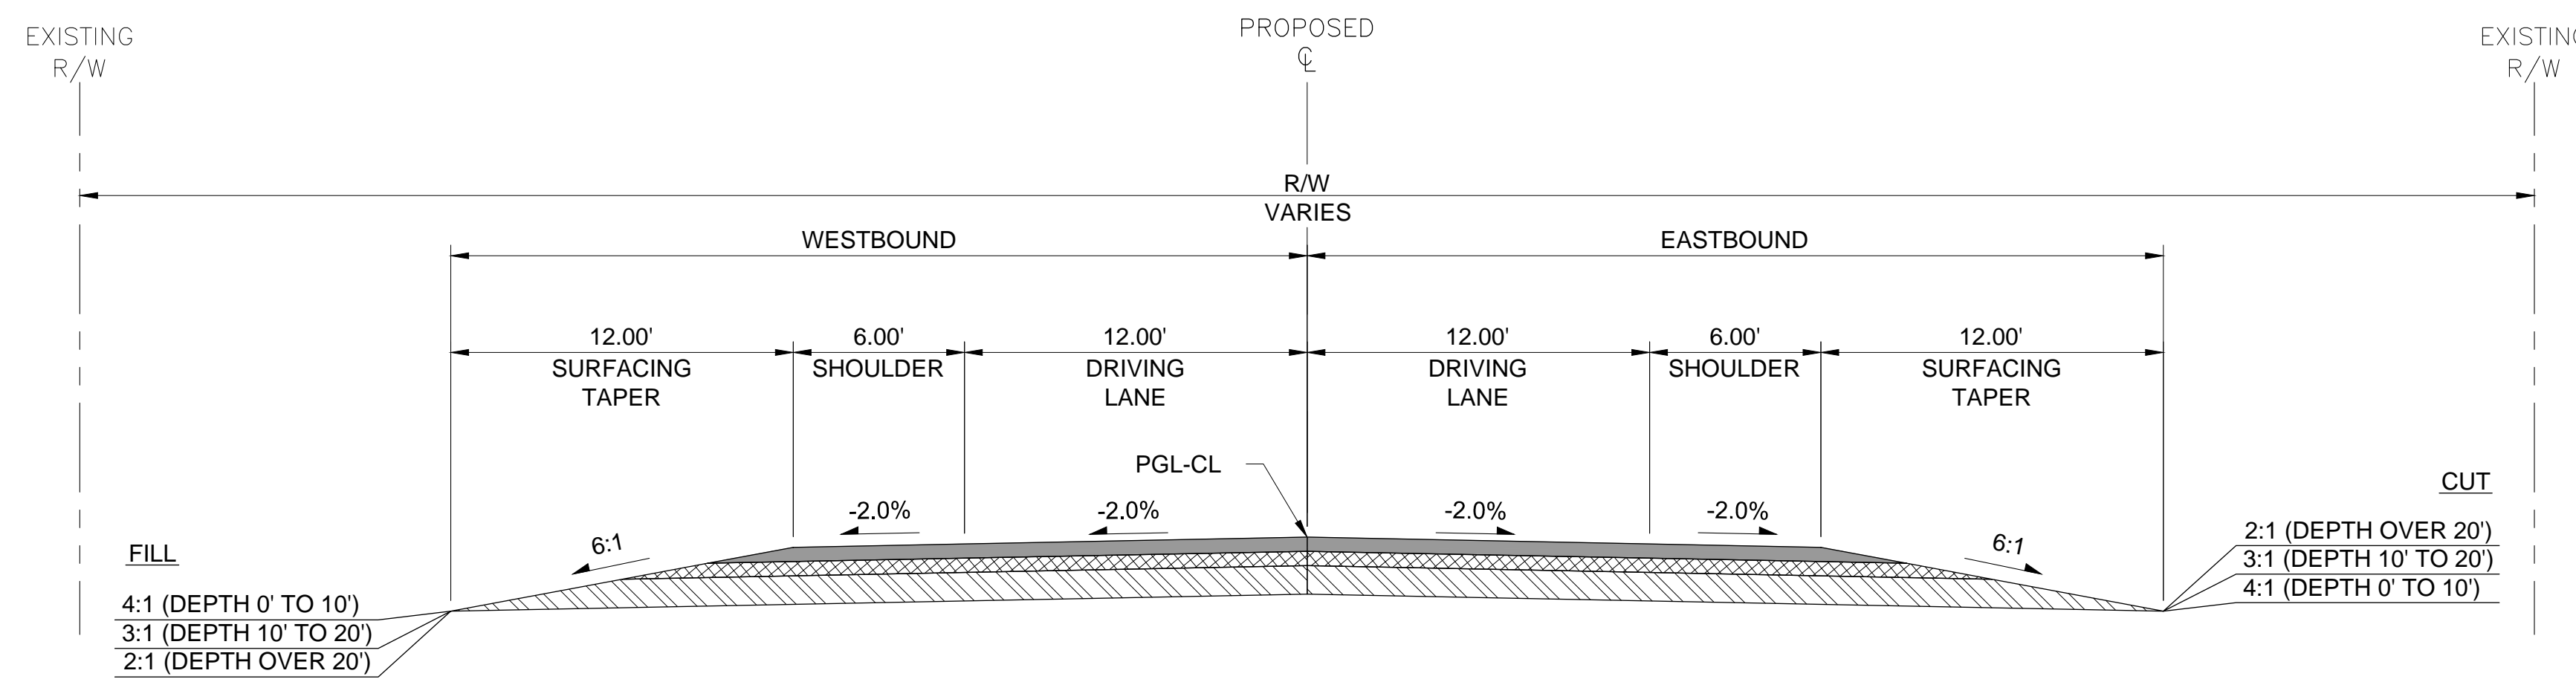 EXISTING
R/W
PROPOSED
℄
EXISTING
R/W
R/W
VARIES
WESTBOUND
EASTBOUND
12.00'
SURFACING
TAPER
6.00'
SHOULDER
12.00'
DRIVING
LANE
12.00'
DRIVING
LANE
6.00'
SHOULDER
12.00'
SURFACING
TAPER
PGL-CL
-2.0%
-2.0%
-2.0%
-2.0%
6:1
6:1
FILL
4:1 (DEPTH 0' TO 10')
3:1 (DEPTH 10' TO 20')
2:1 (DEPTH OVER 20')
CUT
2:1 (DEPTH OVER 20')
3:1 (DEPTH 10' TO 20')
4:1 (DEPTH 0' TO 10')